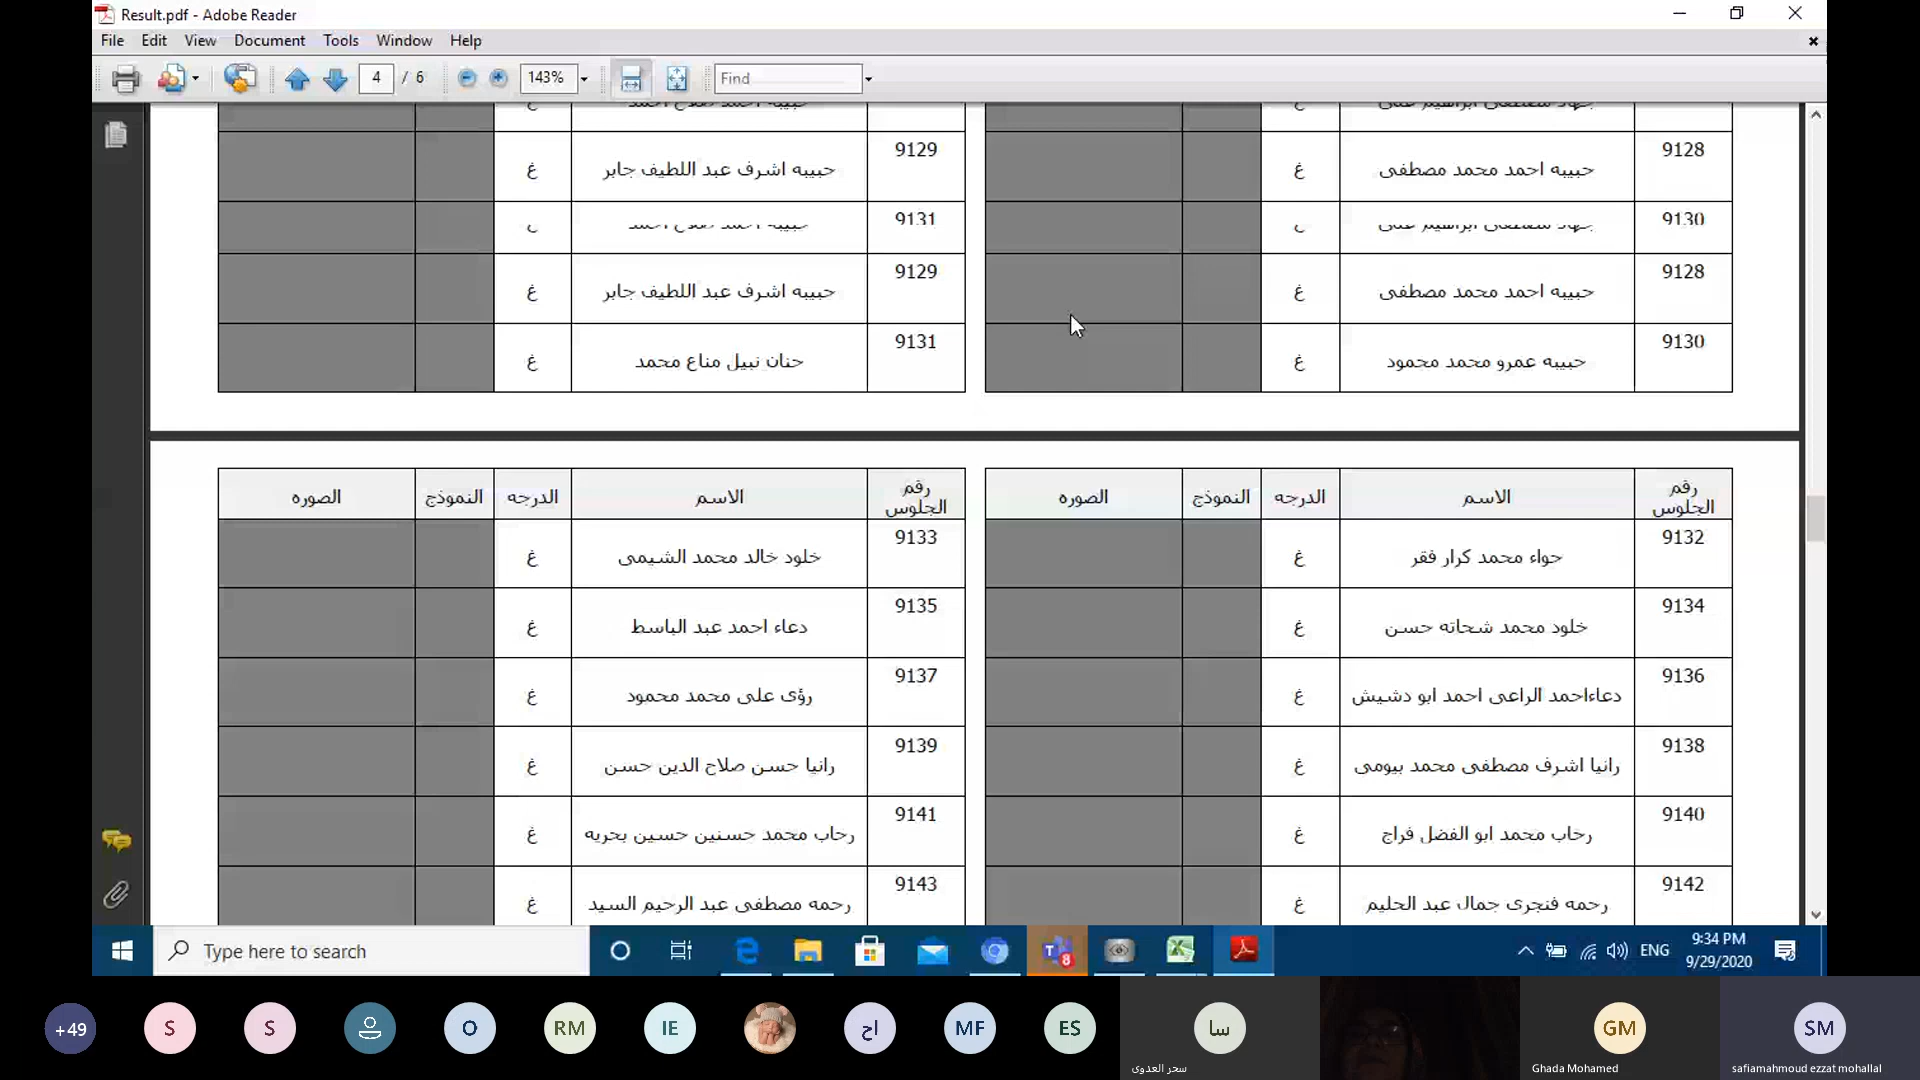 Result.pdf - Adobe Reader
File Edit View Document Tools Window Help
4 / 6 143% Find
9129 حبيبه اشرف عبد اللطيف جابر غ
9128 حبيبه احمد محمد مصطفى غ
9131
9130
9129 حبيبه اشرف عبد اللطيف جابر غ
9128 حبيبه احمد محمد مصطفى غ
9131 حنان نبيل مناع محمد غ
9130 حبيبه عمرو محمد محمود غ
رقم الجلوس الاسم الدرجه النموذج الصوره
رقم الجلوس الاسم الدرجه النموذج الصوره
9132 حواء محمد كرار فقر غ
9133 خلود خالد محمد الشيمى غ
9134 خلود محمد شحاته حسن غ
9135 دعاء احمد عبد الباسط غ
9136 دعاءاحمد الراعى احمد ابو دشيش غ
9137 رؤى على محمد محمود غ
9138 رانيا اشرف مصطفى محمد بيومى غ
9139 رانيا حسن صلاح الدين حسن غ
9140 رحاب محمد ابو الفضل فراج غ
9141 رحاب محمد حسنين حسين بحريه غ
9142 رحمه فنجرى جمال عبد الحليم غ
9143 رحمه مصطفى عبد الرحيم السيد غ
Type here to search
8
ENG
9:34 PM
9/29/2020
+49 S S O RM IE اح MF ES سا GM SM
سحر العدوى
Ghada Mohamed
safiamahmoud ezzat mohallal